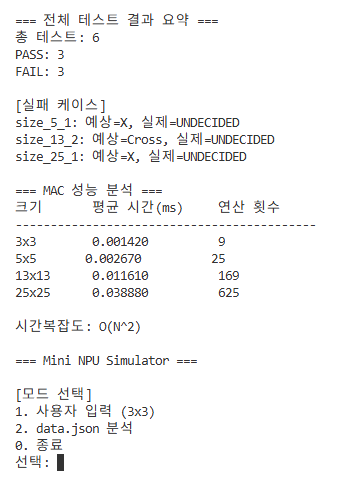 === 전체 테스트 결과 요약 ===
총 테스트: 6
PASS: 3
FAIL: 3
[실패 케이스]
size_5_1: 예상=X, 실제=UNDECIDED
size_13_2: 예상=Cross, 실제=UNDECIDED
size_25_1: 예상=X, 실제=UNDECIDED
=== MAC 성능 분석 ===
크기 평균 시간(ms) 연산 횟수
-------------------------------------------
3x3 0.001420 9
5x5 0.002670 25
13x13 0.011610 169
25x25 0.038880 625
시간복잡도: O(N^2)
=== Mini NPU Simulator ===
[모드 선택]
1. 사용자 입력 (3x3)
2. data.json 분석
0. 종료
선택: